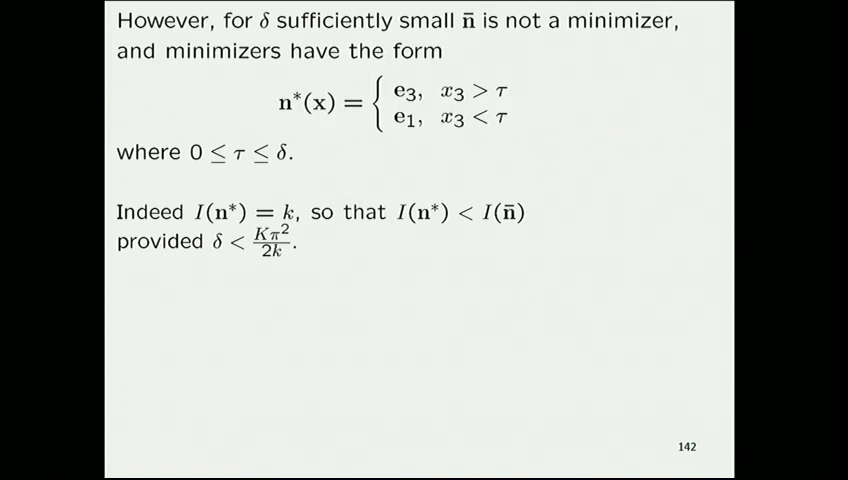 However, for δ sufficiently small n̄ is not a minimizer,
and minimizers have the form
n*(x) = { e₃, x₃ > τ
e₁, x₃ < τ
where 0 ≤ τ ≤ δ.
Indeed I(n*) = k, so that I(n*) < I(n̄)
provided δ < Kπ²/2k.
142